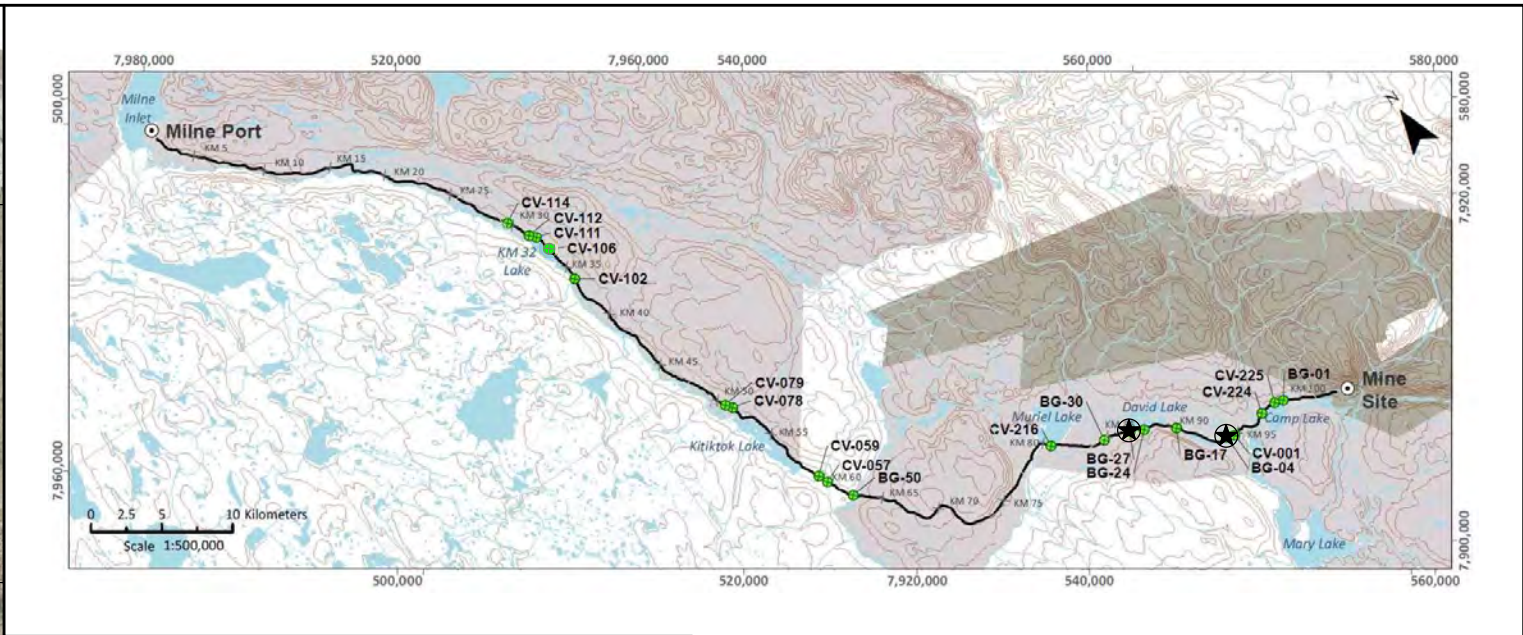 7,980,000
520,000
7,960,000
540,000
560,000
580,000
500,000
580,000
Milne
Inlet
Milne Port
KM 5
KM 10
KM 15
KM 20
KM 25
N
7,920,000
CV-114
KM 30
CV-112
CV-111
CV-106
KM 32
Lake
KM 35
CV-102
KM 40
KM 45
CV-079
KM 50
CV-078
KM 55
Kitiktok Lake
CV-059
CV-057
KM 60
BG-50
KM 65
KM 70
KM 75
CV-216
KM 80
Muriel Lake
BG-30
David Lake
KM 90
BG-27
BG-24
BG-17
CV-225
CV-224
BG-01
KM 100
Mine
Site
Camp Lake
KM 95
CV-001
BG-04
Mary Lake
7,960,000
7,900,000
0 2.5 5 10 Kilometers
Scale 1:500,000
500,000
520,000
7,920,000
540,000
560,000